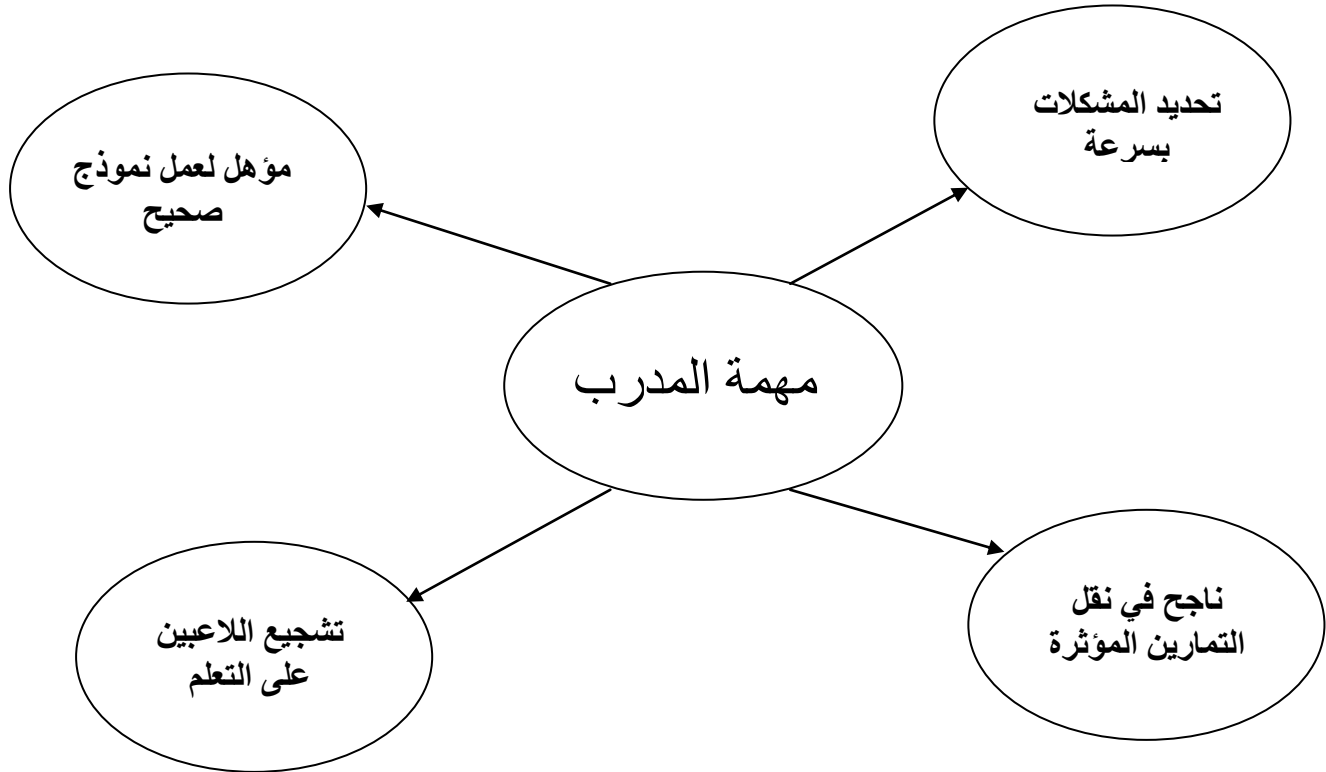 تحديد المشكلات
بسرعة
مؤهل لعمل نموذج
صحيح
مهمة المدرب
ناجح في نقل
التمارين المؤثرة
تشجيع اللاعبين
على التعلم